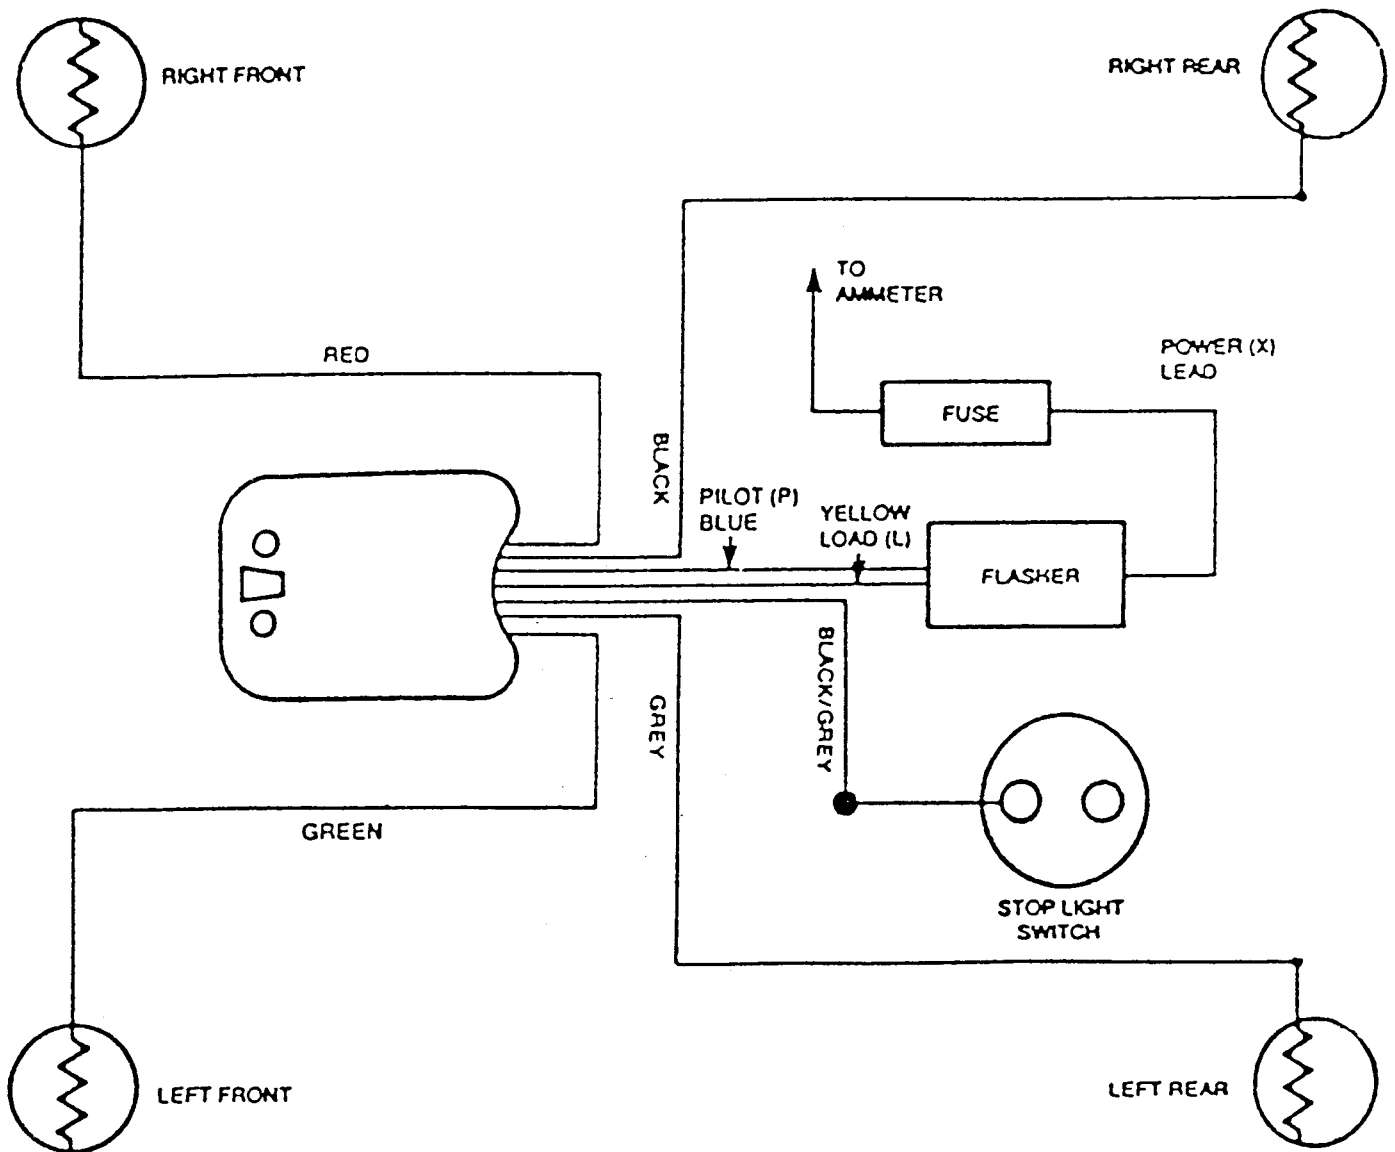 RIGHT FRONT
RIGHT REAR
TO
AMMETER
RED
POWER (X)
LEAD
FUSE
BLACK
PILOT (P)
BLUE
YELLOW
LOAD (L)
FLASHER
BLACK/GREY
GREY
GREEN
STOP LIGHT
SWITCH
LEFT FRONT
LEFT REAR